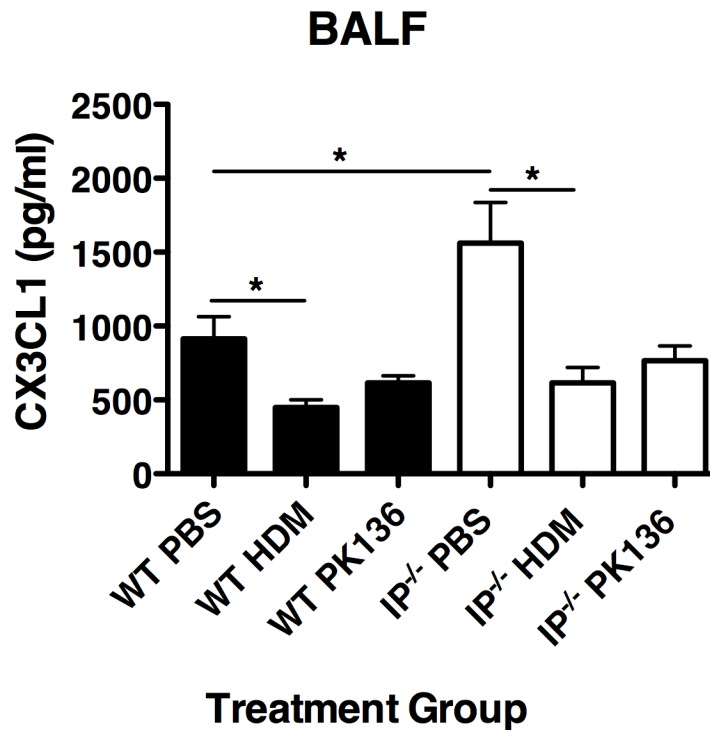 BALF
CX3CL1 (pg/ml)
2500
2000
1500
1000
500
0
*
*
*
WT PBS
WT HDM
WT PK136
IP-/- PBS
IP-/- HDM
IP-/- PK136
Treatment Group